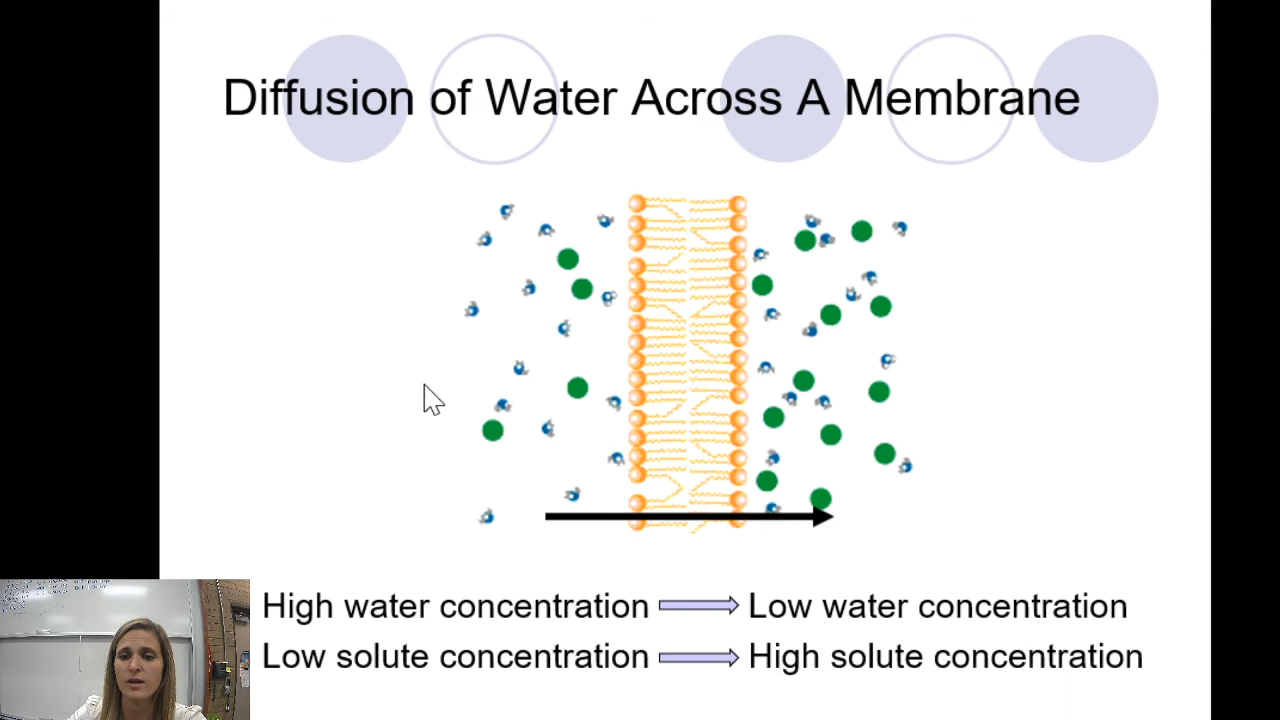 Diffusion of Water Across A Membrane
High water concentration Low water concentration
Low solute concentration High solute concentration